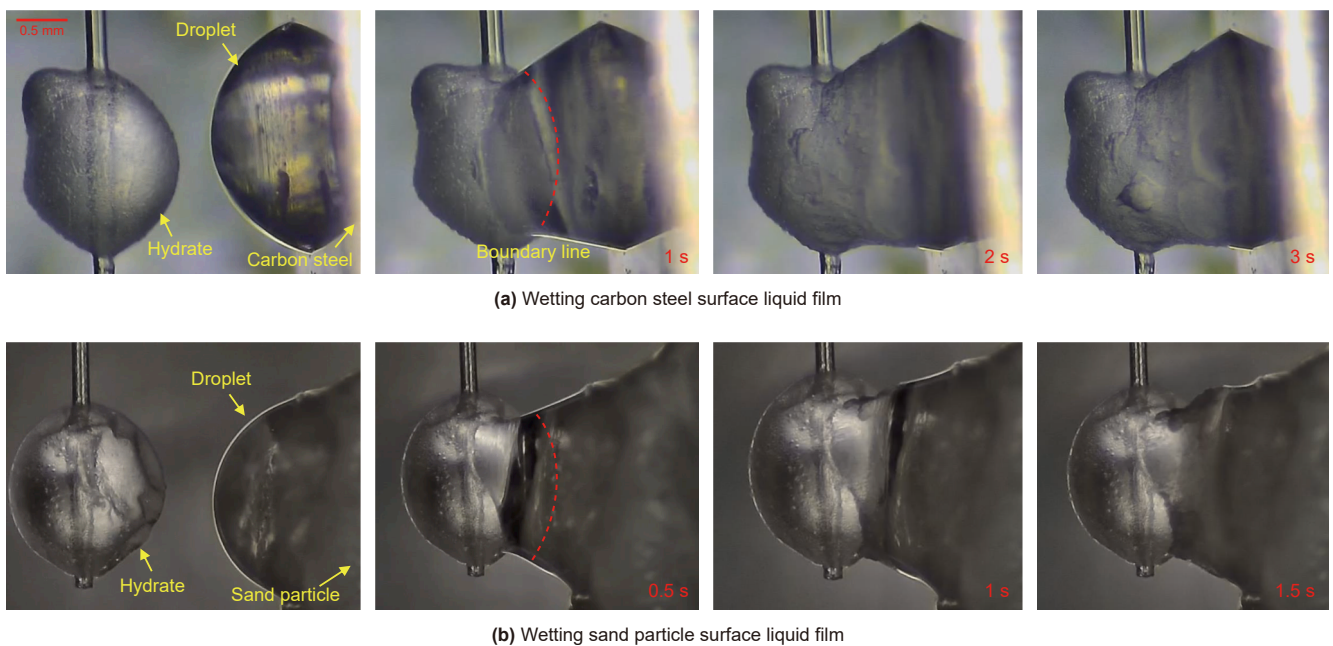 0.5 mm
Droplet
Hydrate
Carbon steel
Boundary line
1 s
2 s
3 s
(a) Wetting carbon steel surface liquid film
Droplet
Hydrate
Sand particle
0.5 s
1 s
1.5 s
(b) Wetting sand particle surface liquid film